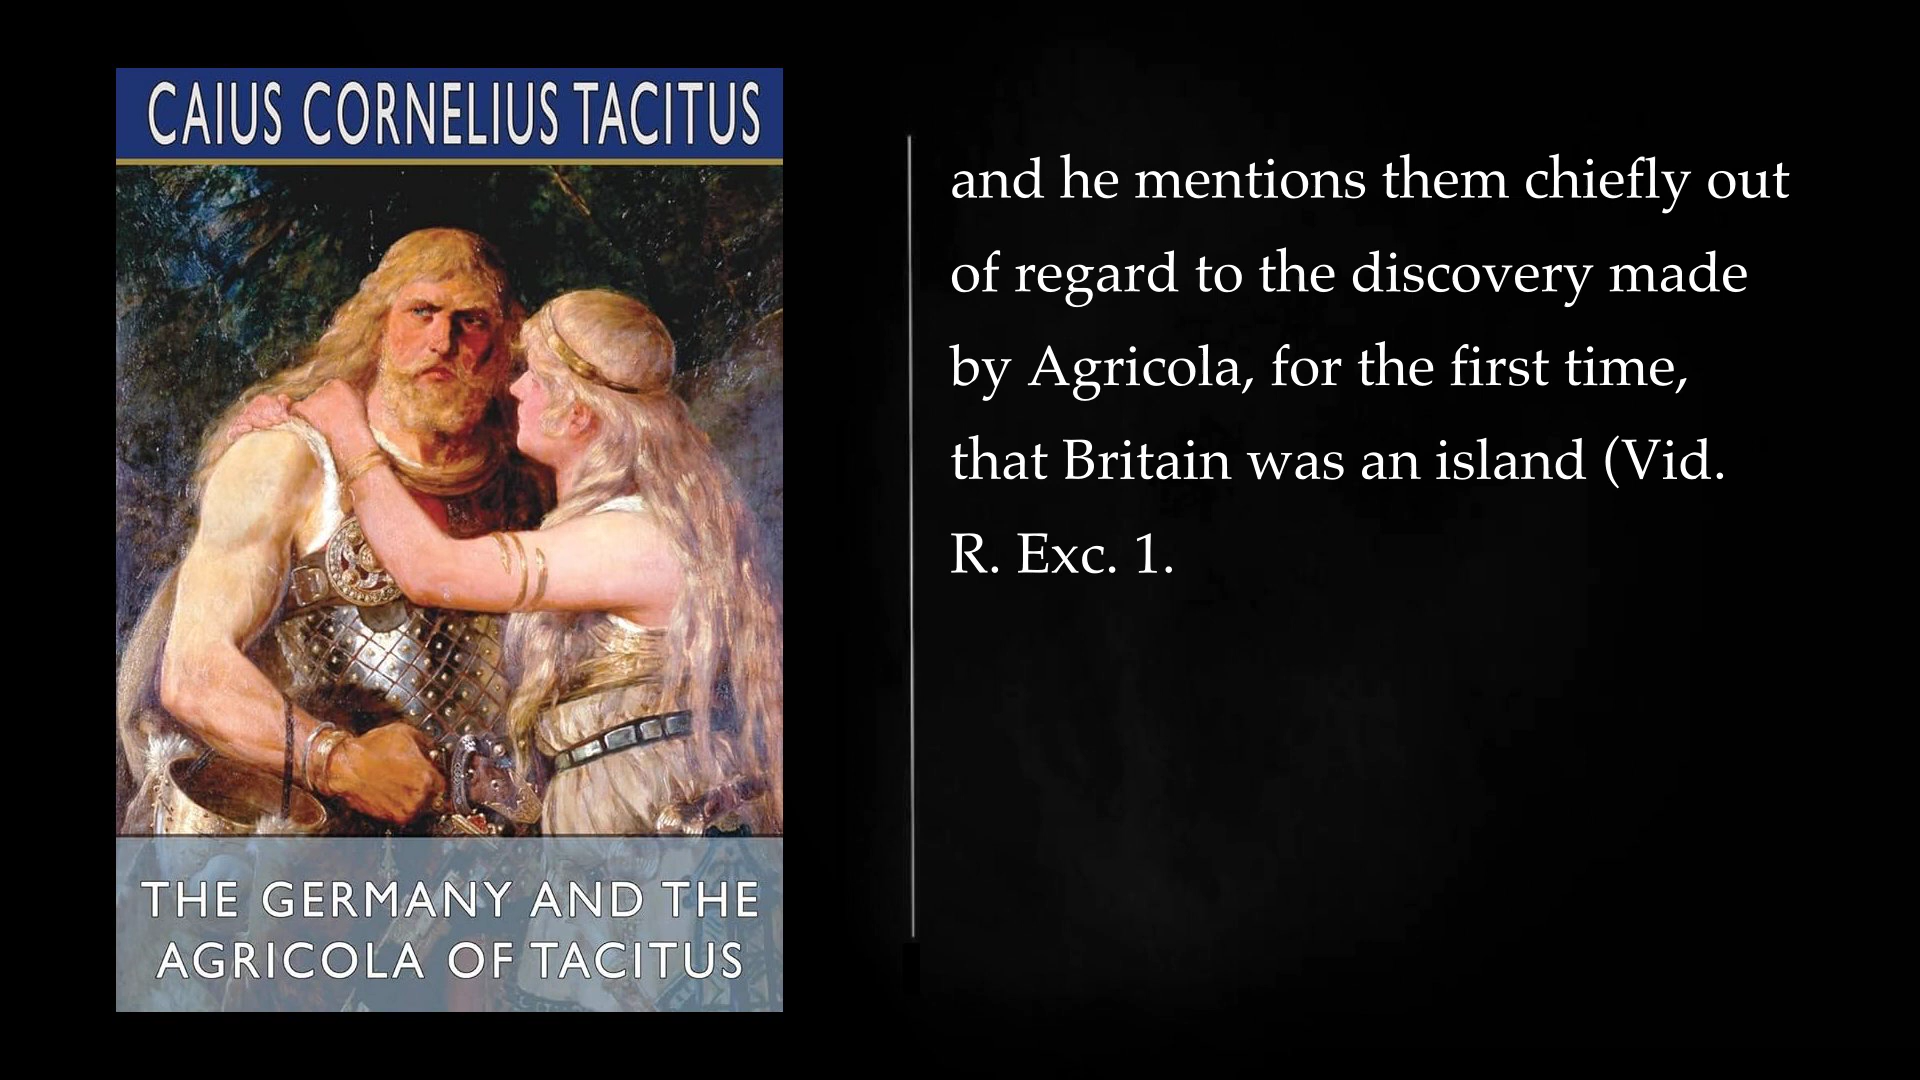 CAIUS CORNELIUS TACITUS
THE GERMANY AND THE
AGRICOLA OF TACITUS
and he mentions them chiefly out
of regard to the discovery made
by Agricola, for the first time,
that Britain was an island (Vid.
R. Exc. 1.